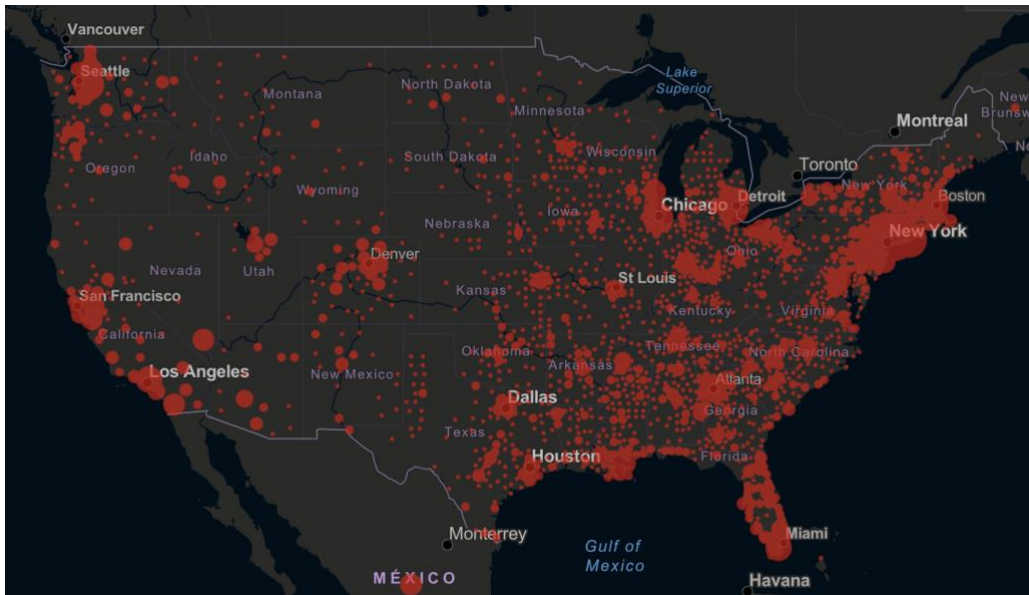 Vancouver
Seattle
Montana
North Dakota
Minnesota
Lake
Superior
Montreal
New
Brunsw
No
Oregon
Idaho
Wyoming
South Dakota
Wisconsin
Toronto
New York
Boston
Nebraska
Iowa
Chicago
Detroit
New York
Nevada
Utah
Denver
Kansas
St Louis
Ohio
San Francisco
California
Kentucky
Virginia
Los Angeles
New Mexico
Oklahoma
Arkansas
Tennessee
North Carolina
Dallas
Atlanta
Georgia
Texas
Houston
Florida
Monterrey
Gulf of
Mexico
Miami
MÉXICO
Havana